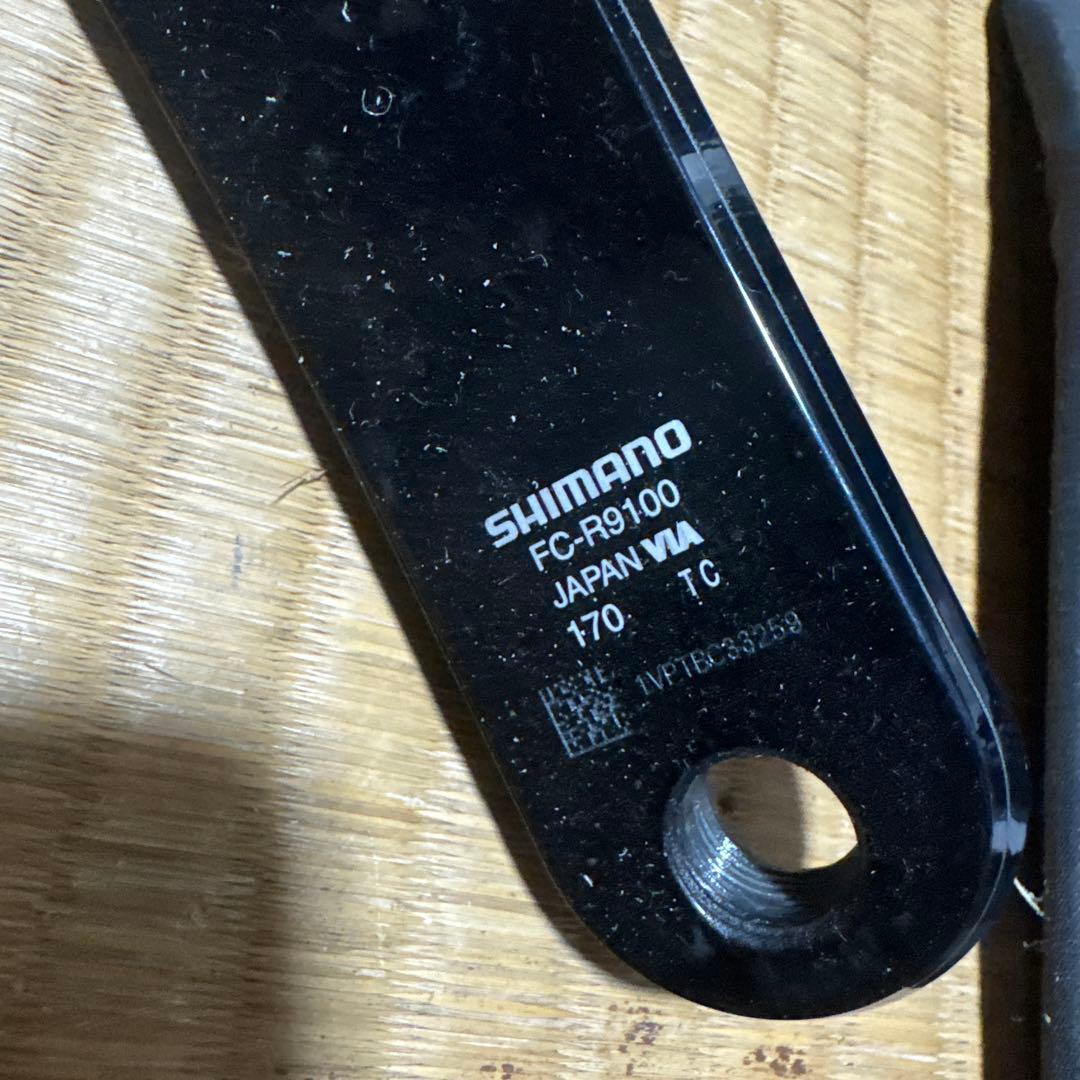 SHIMANO
FC-R9100
JAPAN VIA
170 TC
1VPTBC33259